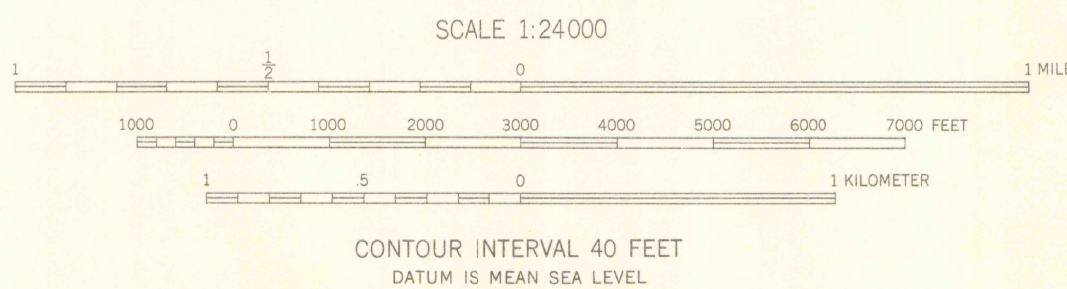 SCALE 1:24000
1 1/2 0 1 MILE
1000 0 1000 2000 3000 4000 5000 6000 7000 FEET
1 .5 0 1 KILOMETER
CONTOUR INTERVAL 40 FEET
DATUM IS MEAN SEA LEVEL